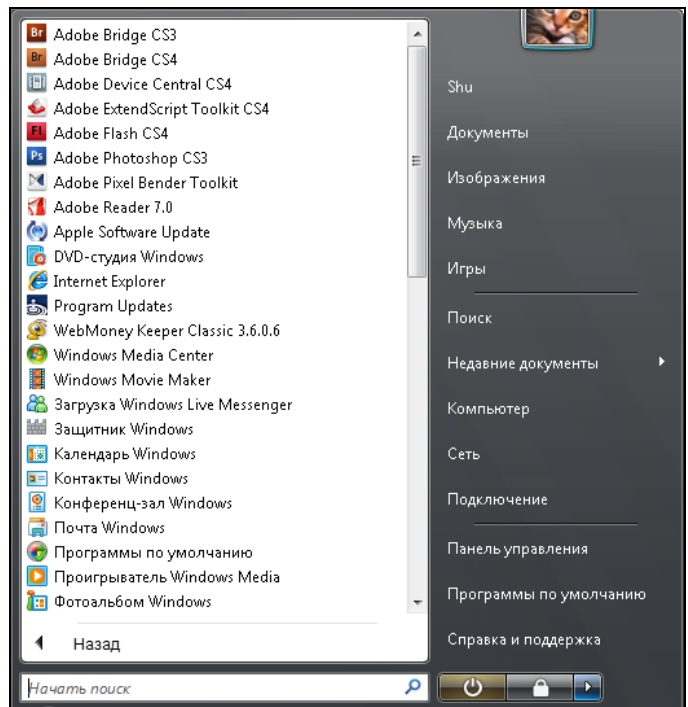 Adobe Bridge CS3
Adobe Bridge CS4
Adobe Device Central CS4
Adobe ExtendScript Toolkit CS4
Adobe Flash CS4
Adobe Photoshop CS3
Adobe Pixel Bender Toolkit
Adobe Reader 7.0
Apple Software Update
DVD-студия Windows
Internet Explorer
Program Updates
WebMoney Keeper Classic 3.6.0.6
Windows Media Center
Windows Movie Maker
Загрузка Windows Live Messenger
Защитник Windows
Календарь Windows
Контакты Windows
Конференц-зал Windows
Почта Windows
Программы по умолчанию
Проигрыватель Windows Media
Фотоальбом Windows
Назад
Начать поиск
Shu
Документы
Изображения
Музыка
Игры
Поиск
Недавние документы
Компьютер
Сеть
Подключение
Панель управления
Программы по умолчанию
Справка и поддержка